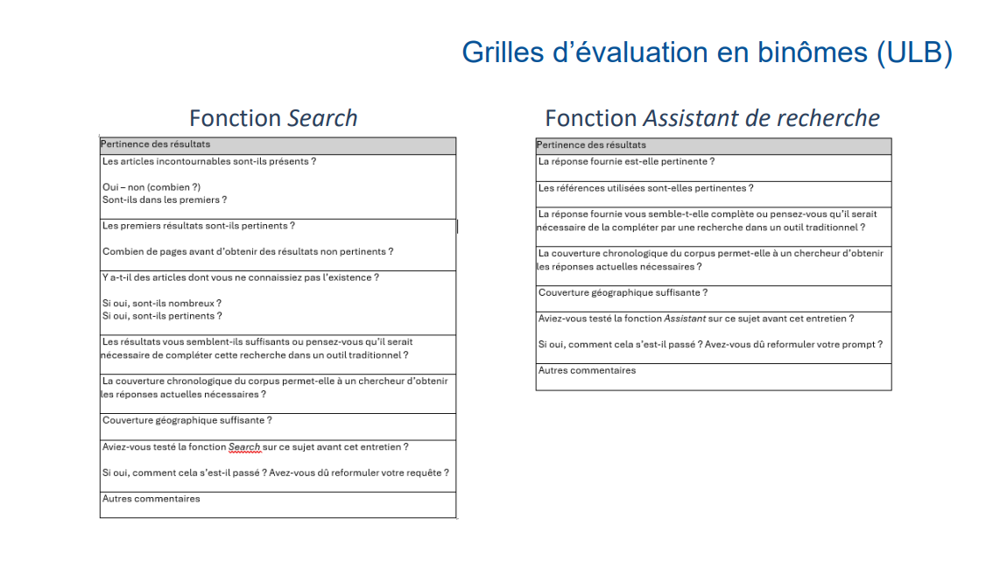 Grilles d’évaluation en binômes (ULB)
Fonction Search
Pertinence des résultats
Les articles incontournables sont-ils présents ?
Oui – non (combien ?)
Sont-ils dans les premiers ?
Les premiers résultats sont-ils pertinents ?
Combien de pages avant d’obtenir des résultats non pertinents ?
Y a-t-il des articles dont vous ne connaissiez pas l’existence ?
Si oui, sont-ils nombreux ?
Si oui, sont-ils pertinents ?
Les résultats vous semblent-ils suffisants ou pensez-vous qu’il serait
nécessaire de compléter cette recherche dans un outil traditionnel ?
La couverture chronologique du corpus permet-elle à un chercheur d’obtenir
les réponses actuelles nécessaires ?
Couverture géographique suffisante ?
Aviez-vous testé la fonction Search sur ce sujet avant cet entretien ?
Si oui, comment cela s’est-il passé ? Avez-vous dû reformuler votre requête ?
Autres commentaires
Fonction Assistant de recherche
Pertinence des résultats
La réponse fournie est-elle pertinente ?
Les références utilisées sont-elles pertinentes ?
La réponse fournie vous semble-t-elle complète ou pensez-vous qu’il serait
nécessaire de la compléter par une recherche dans un outil traditionnel ?
La couverture chronologique du corpus permet-elle à un chercheur d’obtenir
les réponses actuelles nécessaires ?
Couverture géographique suffisante ?
Aviez-vous testé la fonction Assistant sur ce sujet avant cet entretien ?
Si oui, comment cela s’est-il passé ? Avez-vous dû reformuler votre prompt ?
Autres commentaires